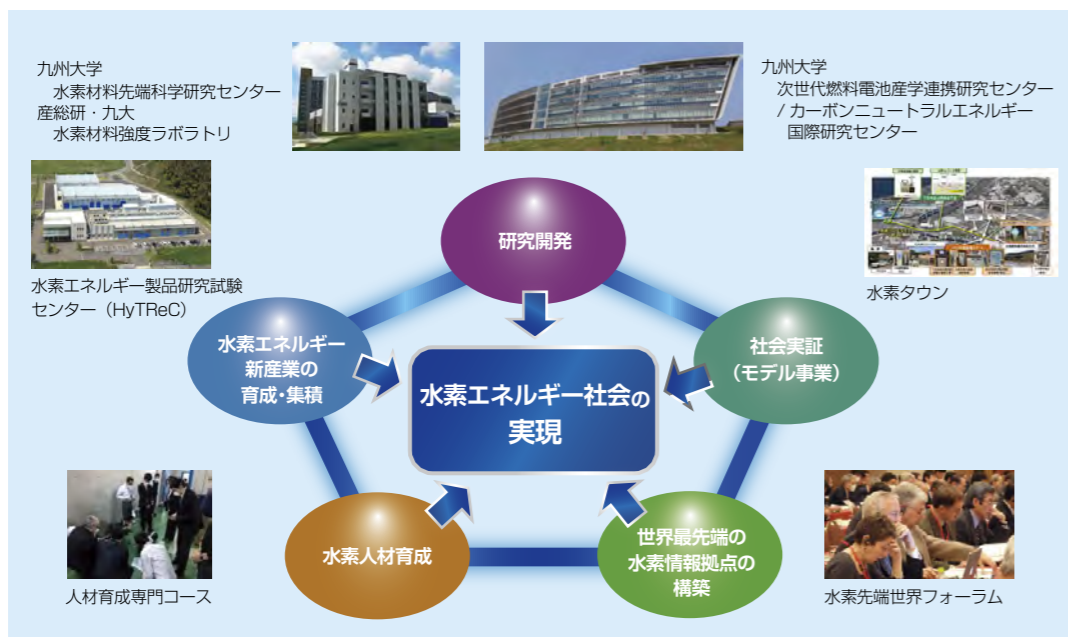 九州大学
水素材料先端科学研究センター
産総研・九大
水素材料強度ラボラトリ
九州大学
次世代燃料電池産学連携研究センター
/ カーボンニュートラルエネルギー
国際研究センター
水素エネルギー製品研究試験
センター（HyTReC）
水素タウン
研究開発
水素エネルギー
新産業の
育成・集積
社会実証
（モデル事業）
水素エネルギー社会の
実現
水素人材育成
世界最先端の
水素情報拠点の
構築
人材育成専門コース
水素先端世界フォーラム